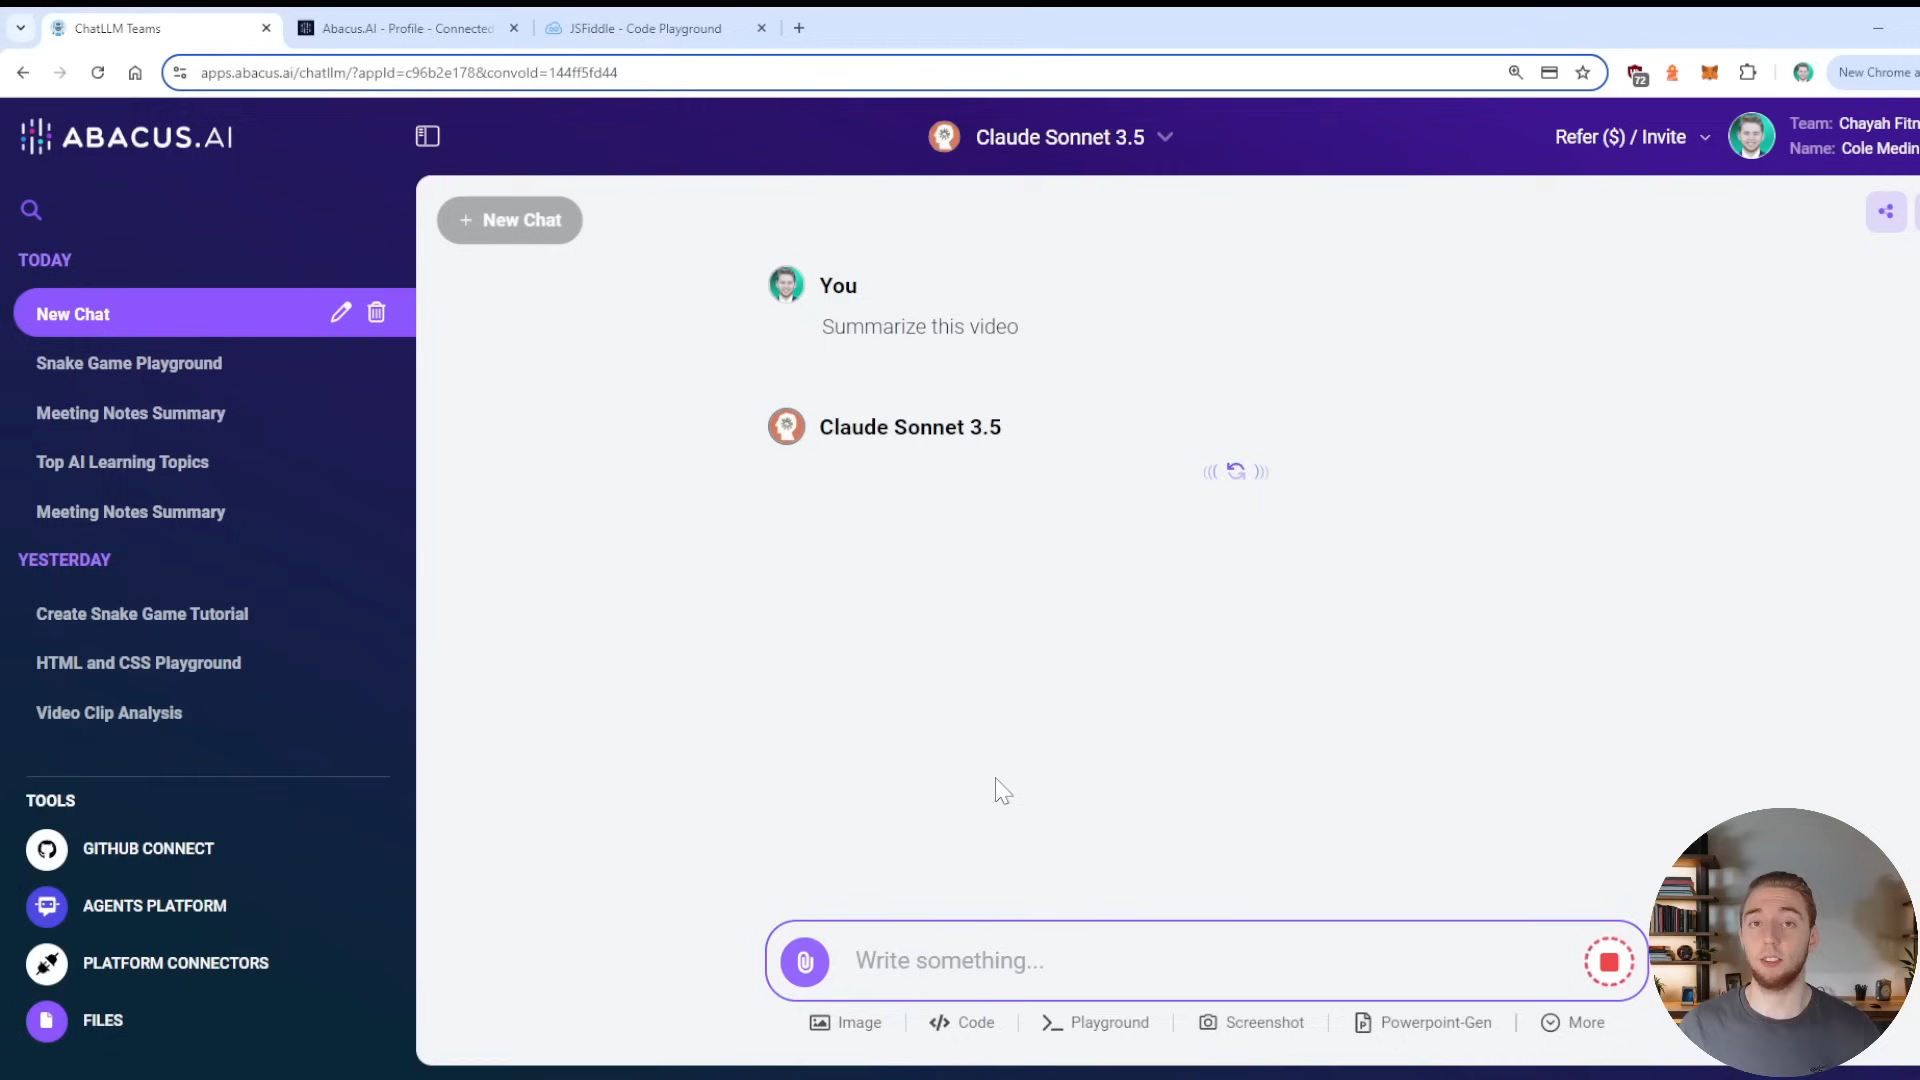 ChatLLM Teams
Abacus.AI - Profile - Connected
JSFiddle - Code Playground
apps.abacus.ai/chatllm/?appId=c96b2e178&convoId=144ff5fd44
72
New Chrome a
ABACUS.AI
Claude Sonnet 3.5
Refer ($) / Invite
Team: Chayah Fitn
Name: Cole Medin
+ New Chat
TODAY
New Chat
Snake Game Playground
Meeting Notes Summary
Top AI Learning Topics
Meeting Notes Summary
YESTERDAY
Create Snake Game Tutorial
HTML and CSS Playground
Video Clip Analysis
TOOLS
GITHUB CONNECT
AGENTS PLATFORM
PLATFORM CONNECTORS
FILES
You
Summarize this video
Claude Sonnet 3.5
Write something...
Image
Code
Playground
Screenshot
Powerpoint-Gen
More